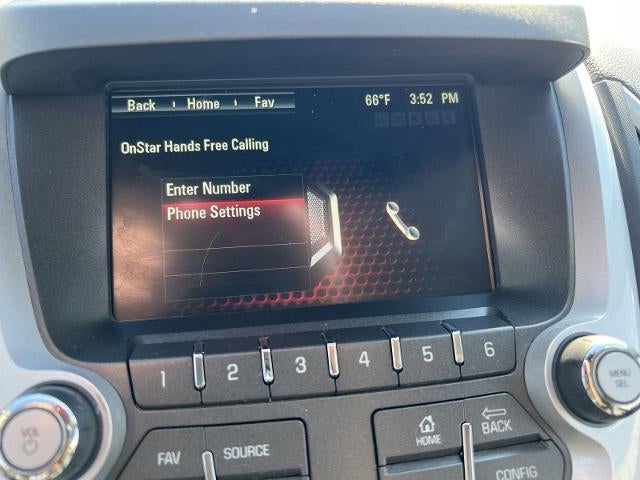 Back Home Fav 66°F 3:52 PM
OnStar Hands Free Calling
Enter Number
Phone Settings
1 2 3 4 5 6
MENU
SEL
VOL
HOME
BACK
FAV SOURCE
CONFIG